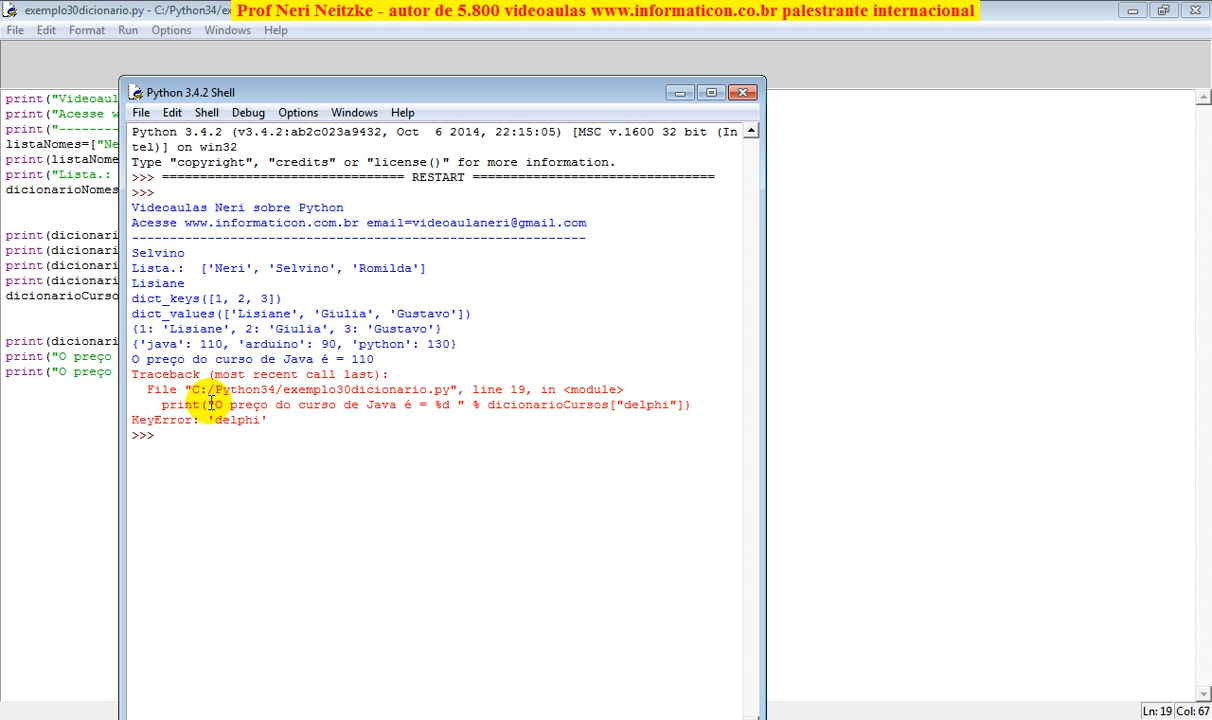 exemplo30dicionario.py - C:/Python34/e
Prof Neri Neitzke - autor de 5.800 videoaulas www.informaticon.co.br palestrante internacional
File Edit Format Run Options Windows Help
print("Videoaul
print("Acesse w
print("--------
listaNomes=["Ne
print(listaNome
print("Lista.:
dicionarioNomes
print(dicionari
print(dicionari
print(dicionari
print(dicionari
dicionarioCurso
print(dicionari
print("O preço
print("O preço
Python 3.4.2 Shell
File Edit Shell Debug Options Windows Help
Python 3.4.2 (v3.4.2:ab2c023a9432, Oct  6 2014, 22:15:05) [MSC v.1600 32 bit (In
tel)] on win32
Type "copyright", "credits" or "license()" for more information.
>>> ================================ RESTART ================================
>>>
Videoaulas Neri sobre Python
Acesse www.informaticon.com.br email=videoaulaneri@gmail.com
------------------------------------------------------------
Selvino
Lista.:  ['Neri', 'Selvino', 'Romilda']
Lisiane
dict_keys([1, 2, 3])
dict_values(['Lisiane', 'Giulia', 'Gustavo'])
{1: 'Lisiane', 2: 'Giulia', 3: 'Gustavo'}
{'java': 110, 'arduino': 90, 'python': 130}
O preço do curso de Java é = 110
Traceback (most recent call last):
File "C:/Python34/exemplo30dicionario.py", line 19, in <module>
print("O preço do curso de Java é = %d " % dicionarioCursos["delphi"])
KeyError: 'delphi'
>>>
Ln: 19 Col: 67